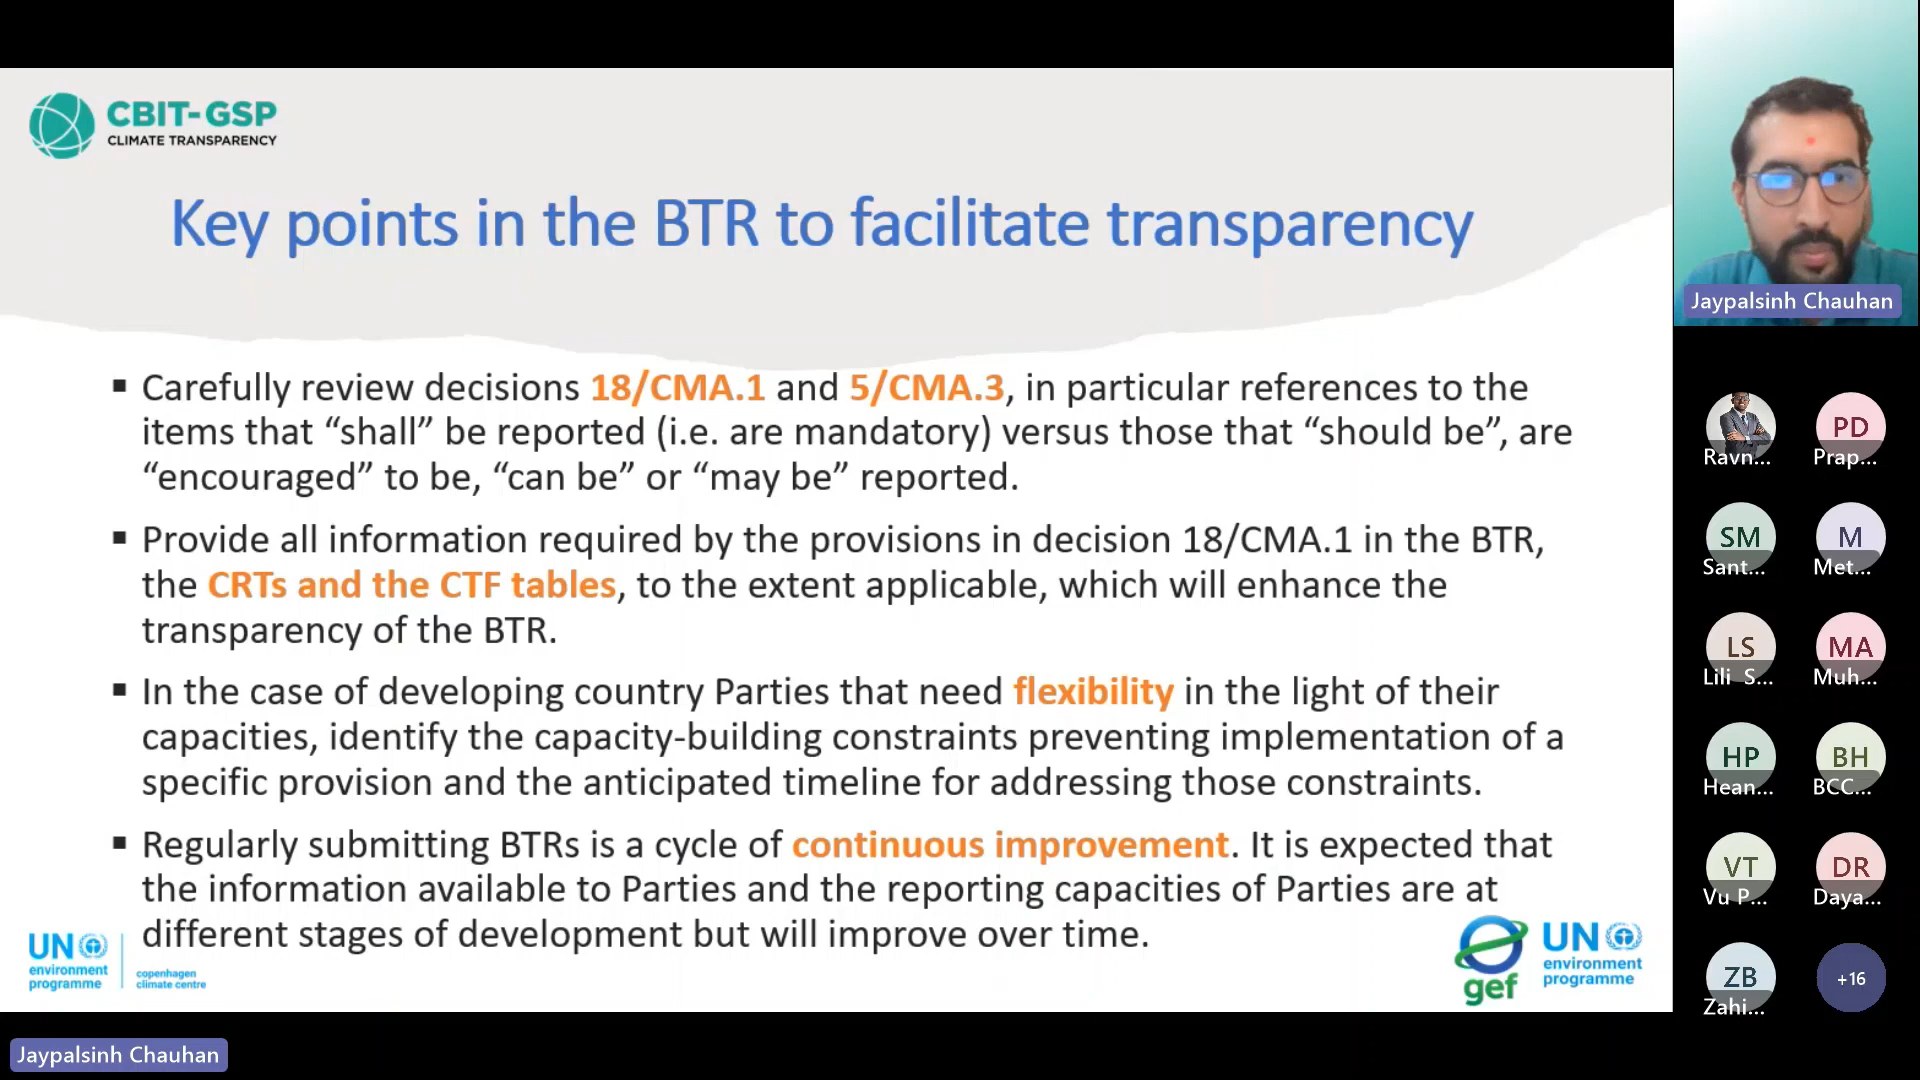 CBIT-GSP
CLIMATE TRANSPARENCY
Key points in the BTR to facilitate transparency
▪ Carefully review decisions 18/CMA.1 and 5/CMA.3, in particular references to the
items that “shall” be reported (i.e. are mandatory) versus those that “should be”, are
“encouraged” to be, “can be” or “may be” reported.
▪ Provide all information required by the provisions in decision 18/CMA.1 in the BTR,
the CRTs and the CTF tables, to the extent applicable, which will enhance the
transparency of the BTR.
▪ In the case of developing country Parties that need flexibility in the light of their
capacities, identify the capacity-building constraints preventing implementation of a
specific provision and the anticipated timeline for addressing those constraints.
▪ Regularly submitting BTRs is a cycle of continuous improvement. It is expected that
the information available to Parties and the reporting capacities of Parties are at
different stages of development but will improve over time.
UN
environment
programme
copenhagen
climate centre
gef
UN
environment
programme
Jaypalsinh Chauhan
Jaypalsinh Chauhan
Ravn...
PD
Prap...
SM
Sant...
M
Met...
LS
Lili S...
MA
Muh...
HP
Hean...
BH
BCC...
VT
Vu P...
DR
Daya...
ZB
Zahi...
+16